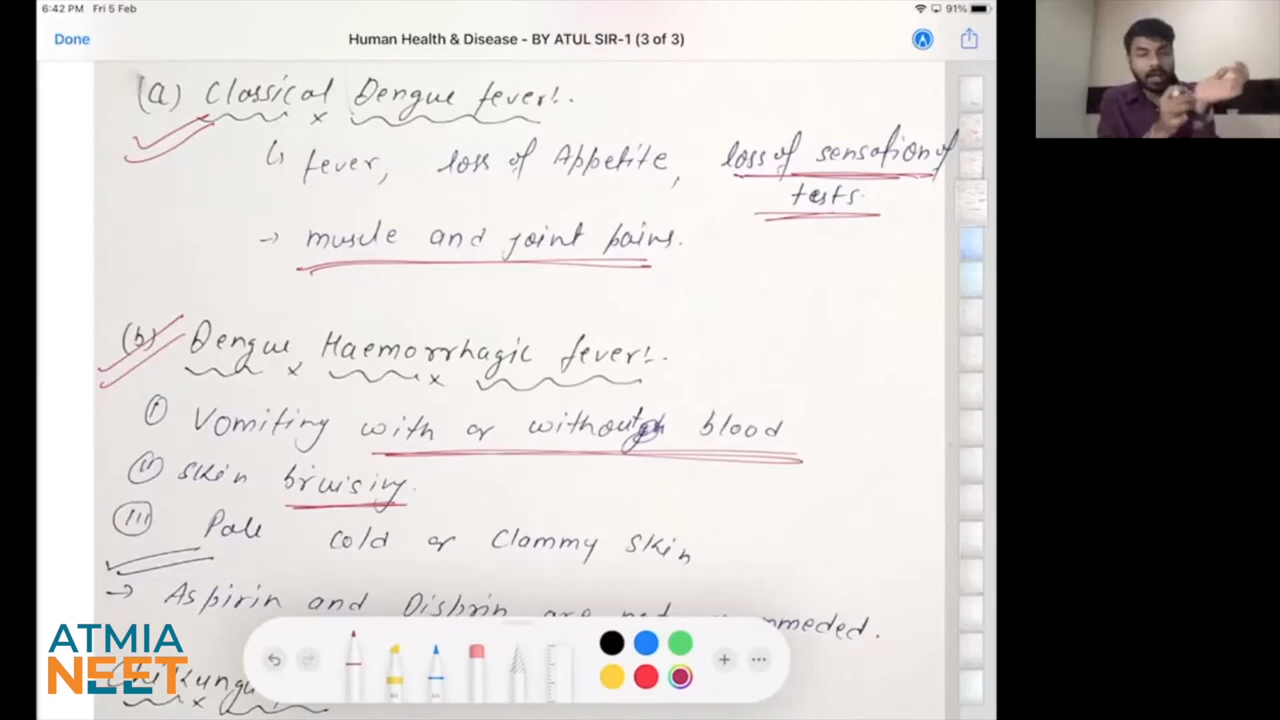 6:42 PM Fri 5 Feb
91%
Done
Human Health & Disease - BY ATUL SIR-1 (3 of 3)
(a) Classical Dengue fever!.
fever, loss of Appetite, loss of sensation of
tests.
→ muscle and joint pains.
(b) Dengue Haemorrhagic fever!.
(i) Vomiting with or without blood
(ii) skin bruising.
(iii) Pale cold or clammy skin
→ Aspirin and Disprin are not
ATMIA
NEET